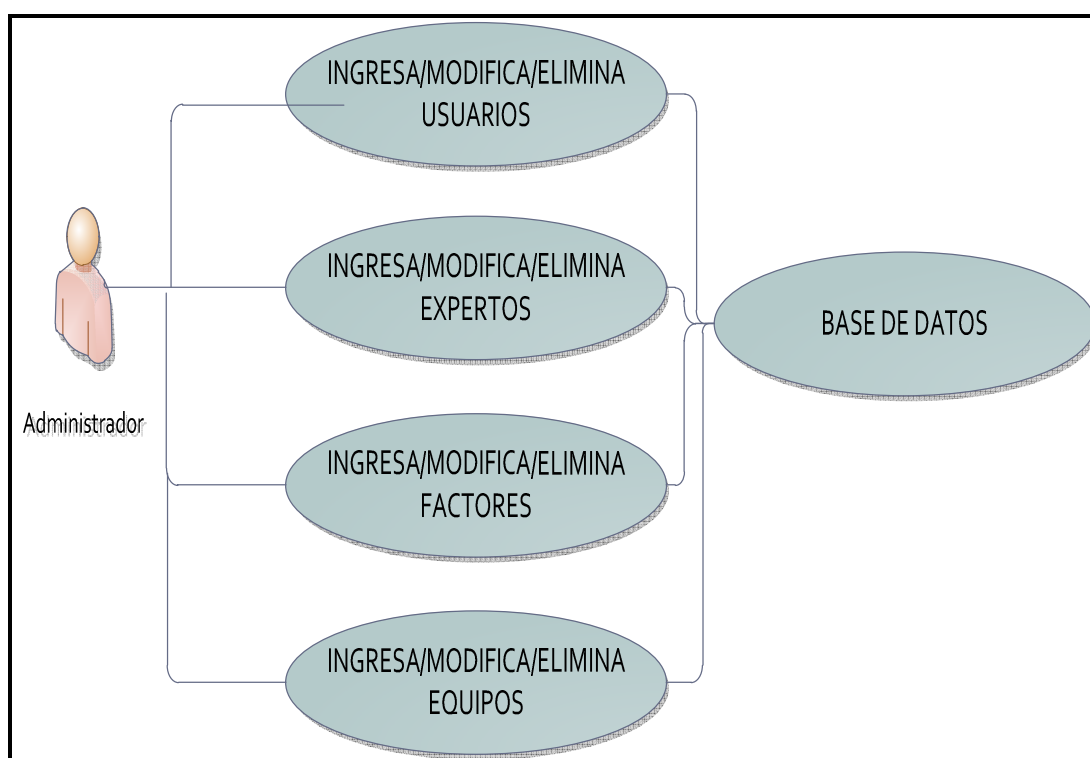 INGRESA/MODIFICA/ELIMINA
USUARIOS
INGRESA/MODIFICA/ELIMINA
EXPERTOS
BASE DE DATOS
Administrador
INGRESA/MODIFICA/ELIMINA
FACTORES
INGRESA/MODIFICA/ELIMINA
EQUIPOS